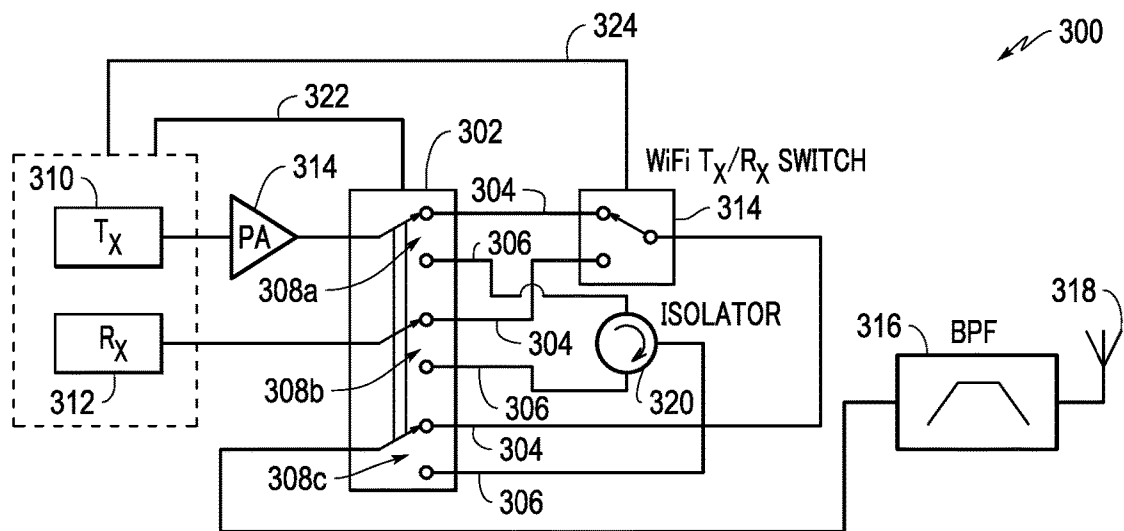 324
300
322
302
WiFi TX/RX SWITCH
310
314
304
314
TX
PA
306
308a
318
ISOLATOR
316
BPF
RX
304
308b
312
306
320
304
308c
306